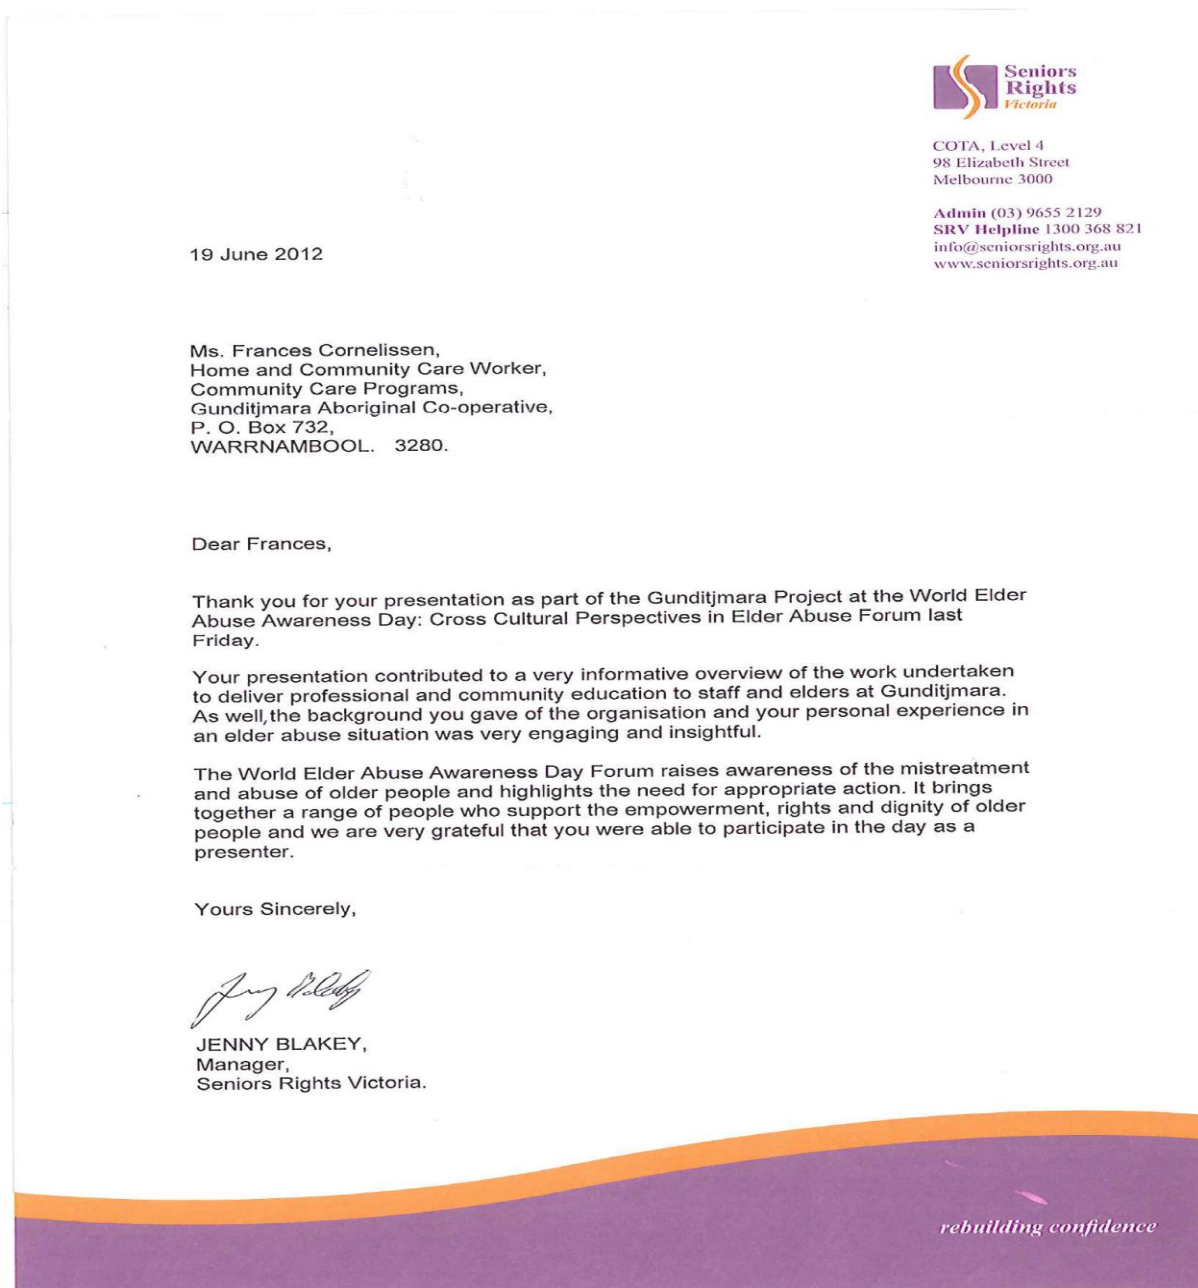 Seniors
Rights
Victoria
COTA, Level 4
98 Elizabeth Street
Melbourne 3000
Admin (03) 9655 2129
SRV Helpline 1300 368 821
info@seniorsrights.org.au
www.seniorsrights.org.au
19 June 2012
Ms. Frances Cornelissen,
Home and Community Care Worker,
Community Care Programs,
Gunditjmara Aboriginal Co-operative,
P. O. Box 732,
WARRNAMBOOL. 3280.
Dear Frances,
Thank you for your presentation as part of the Gunditjmara Project at the World Elder
Abuse Awareness Day: Cross Cultural Perspectives in Elder Abuse Forum last
Friday.
Your presentation contributed to a very informative overview of the work undertaken
to deliver professional and community education to staff and elders at Gunditjmara.
As well, the background you gave of the organisation and your personal experience in
an elder abuse situation was very engaging and insightful.
The World Elder Abuse Awareness Day Forum raises awareness of the mistreatment
and abuse of older people and highlights the need for appropriate action. It brings
together a range of people who support the empowerment, rights and dignity of older
people and we are very grateful that you were able to participate in the day as a
presenter.
Yours Sincerely,
Jenny Blakey
JENNY BLAKEY,
Manager,
Seniors Rights Victoria.
rebuilding confidence